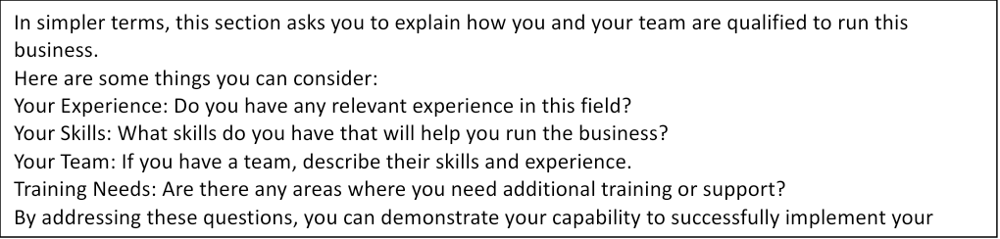 In simpler terms, this section asks you to explain how you and your team are qualified to run this
business.
Here are some things you can consider:
Your Experience: Do you have any relevant experience in this field?
Your Skills: What skills do you have that will help you run the business?
Your Team: If you have a team, describe their skills and experience.
Training Needs: Are there any areas where you need additional training or support?
By addressing these questions, you can demonstrate your capability to successfully implement your